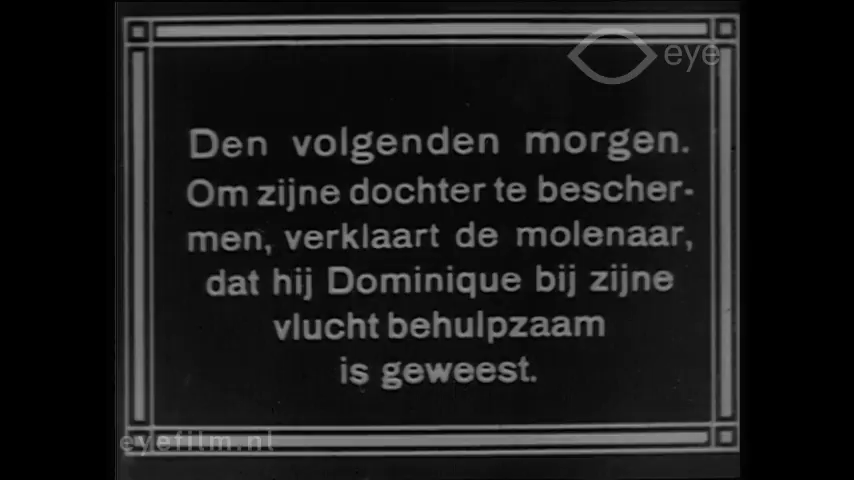 eye
Den volgenden morgen.
Om zijne dochter te bescher-
men, verklaart de molenaar,
dat hij Dominique bij zijne
vlucht behulpzaam
is geweest.
eyefilm.nl